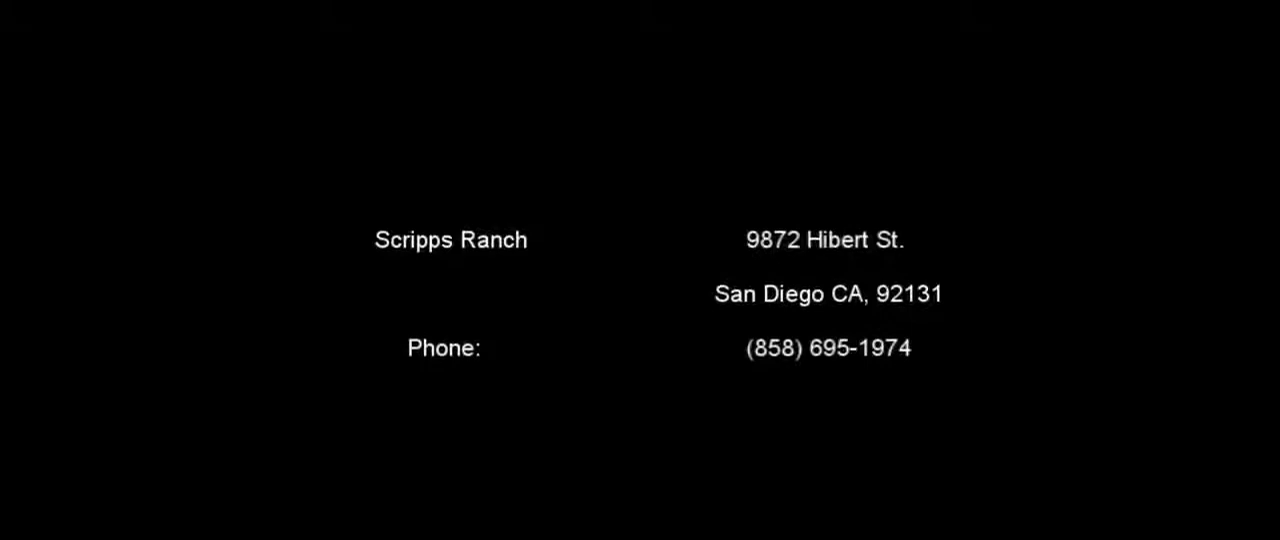 Scripps Ranch 9872 Hibert St.
San Diego CA, 92131
Phone: (858) 695-1974